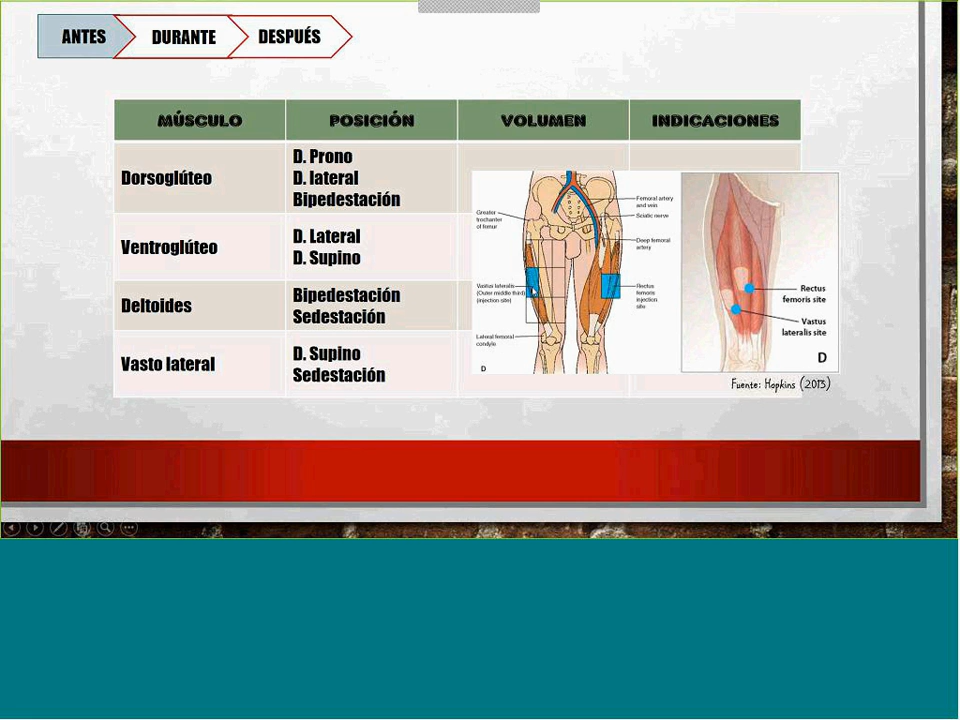 ANTES
DURANTE
DESPUÉS
MÚSCULO
POSICIÓN
VOLUMEN
INDICACIONES
Dorsoglúteo
D. Prono
D. lateral
Bipedestación
Ventroglúteo
D. Lateral
D. Supino
Deltoides
Bipedestación
Sedestación
Vasto lateral
D. Supino
Sedestación
Greater
trochanter
of femur
Vastus lateralis
(Outer middle third)
(injection site)
Lateral femoral
condyle
D
Femoral artery
and vein
Sciatic nerve
Deep femoral
artery
Rectus
femoris
injection
site
Rectus
femoris site
Vastus
lateralis site
D
Fuente: Hopkins (2013)